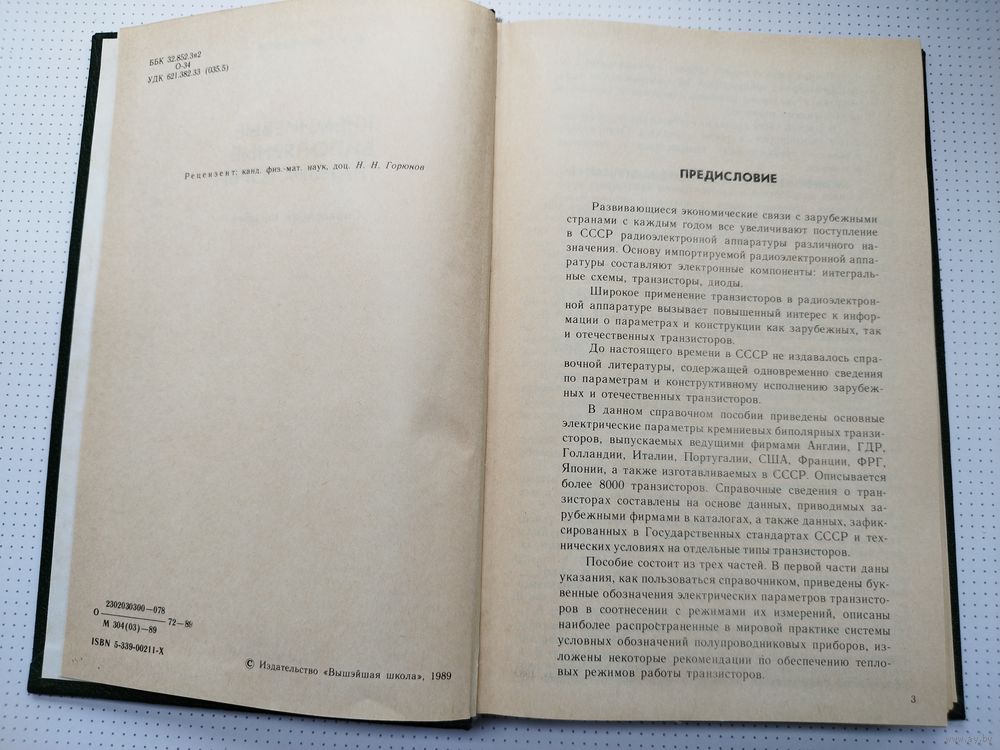 ББК 32.852.3я2
О-34
УДК 621.382.33 (035.5)
Рецензент: канд. физ.-мат. наук, доц. Н. Н. Горюнов
2302030300—078
О
72—89
М 304(03)—89
ISBN 5-339-00211-X
© Издательство «Вышэйшая школа», 1989
ПРЕДИСЛОВИЕ
Развивающиеся экономические связи с зарубежными
странами с каждым годом все увеличивают поступление
в СССР радиоэлектронной аппаратуры различного на-
значения. Основу импортируемой радиоэлектронной аппа-
ратуры составляют электронные компоненты: интеграль-
ные схемы, транзисторы, диоды.
Широкое применение транзисторов в радиоэлектрон-
ной аппаратуре вызывает повышенный интерес к инфор-
мации о параметрах и конструкции как зарубежных, так
и отечественных транзисторов.
До настоящего времени в СССР не издавалось спра-
вочной литературы, содержащей одновременно сведения
по параметрам и конструктивному исполнению зарубеж-
ных и отечественных транзисторов.
В данном справочном пособии приведены основные
электрические параметры кремниевых биполярных транзи-
сторов, выпускаемых ведущими фирмами Англии, ГДР,
Голландии, Италии, Португалии, США, Франции, ФРГ,
Японии, а также изготавливаемых в СССР. Описывается
более 8000 транзисторов. Справочные сведения о тран-
зисторах составлены на основе данных, приводимых за-
рубежными фирмами в каталогах, а также данных, зафик-
сированных в Государственных стандартах СССР и тех-
нических условиях на отдельные типы транзисторов.
Пособие состоит из трех частей. В первой части даны
указания, как пользоваться справочником, приведены бук-
венные обозначения электрических параметров транзисто-
ров в соотнесении с режимами их измерений, описаны
наиболее распространенные в мировой практике системы
условных обозначений полупроводниковых приборов, из-
ложены некоторые рекомендации по обеспечению тепло-
вых режимов работы транзисторов.
3